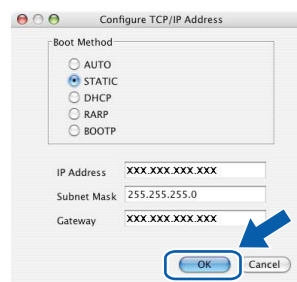 Configure TCP/IP Address
Boot Method
AUTO
STATIC
DHCP
RARP
BOOTP
IP Address XXX.XXX.XXX.XXX
Subnet Mask 255.255.255.0
Gateway XXX.XXX.XXX.XXX
OK Cancel